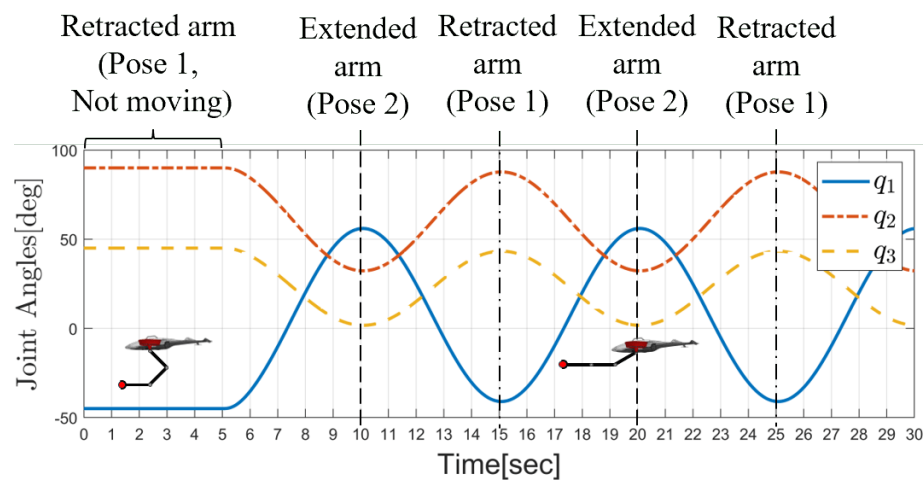 Retracted arm
(Pose 1,
Not moving)
Extended
arm
(Pose 2)
Retracted
arm
(Pose 1)
Extended
arm
(Pose 2)
Retracted
arm
(Pose 1)
100
50
0
-50
Joint Angles[deg]
q1
q2
q3
0 1 2 3 4 5 6 7 8 9 10 11 12 13 14 15 16 17 18 19 20 21 22 23 24 25 26 27 28 29 30
Time[sec]